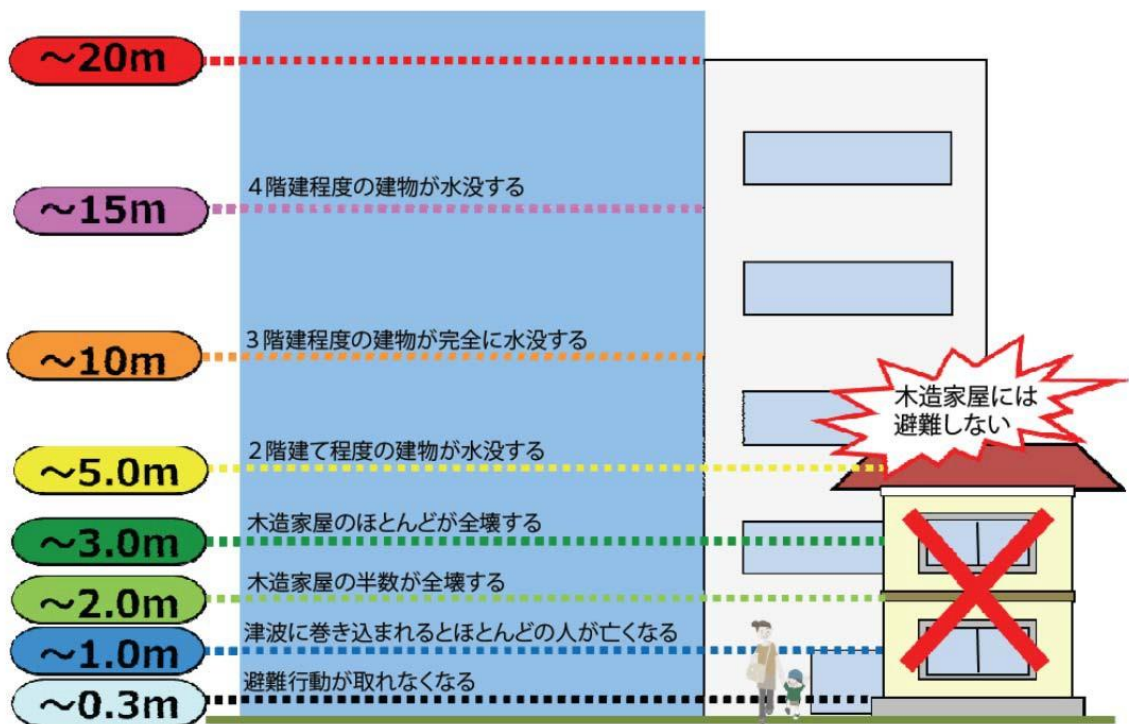 ~20m
4階建程度の建物が水没する
~15m
3階建程度の建物が完全に水没する
~10m
木造家屋には
避難しない
2階建て程度の建物が水没する
~5.0m
木造家屋のほとんどが全壊する
~3.0m
木造家屋の半数が全壊する
~2.0m
津波に巻き込まれるとほとんどの人が亡くなる
~1.0m
避難行動が取れなくなる
~0.3m